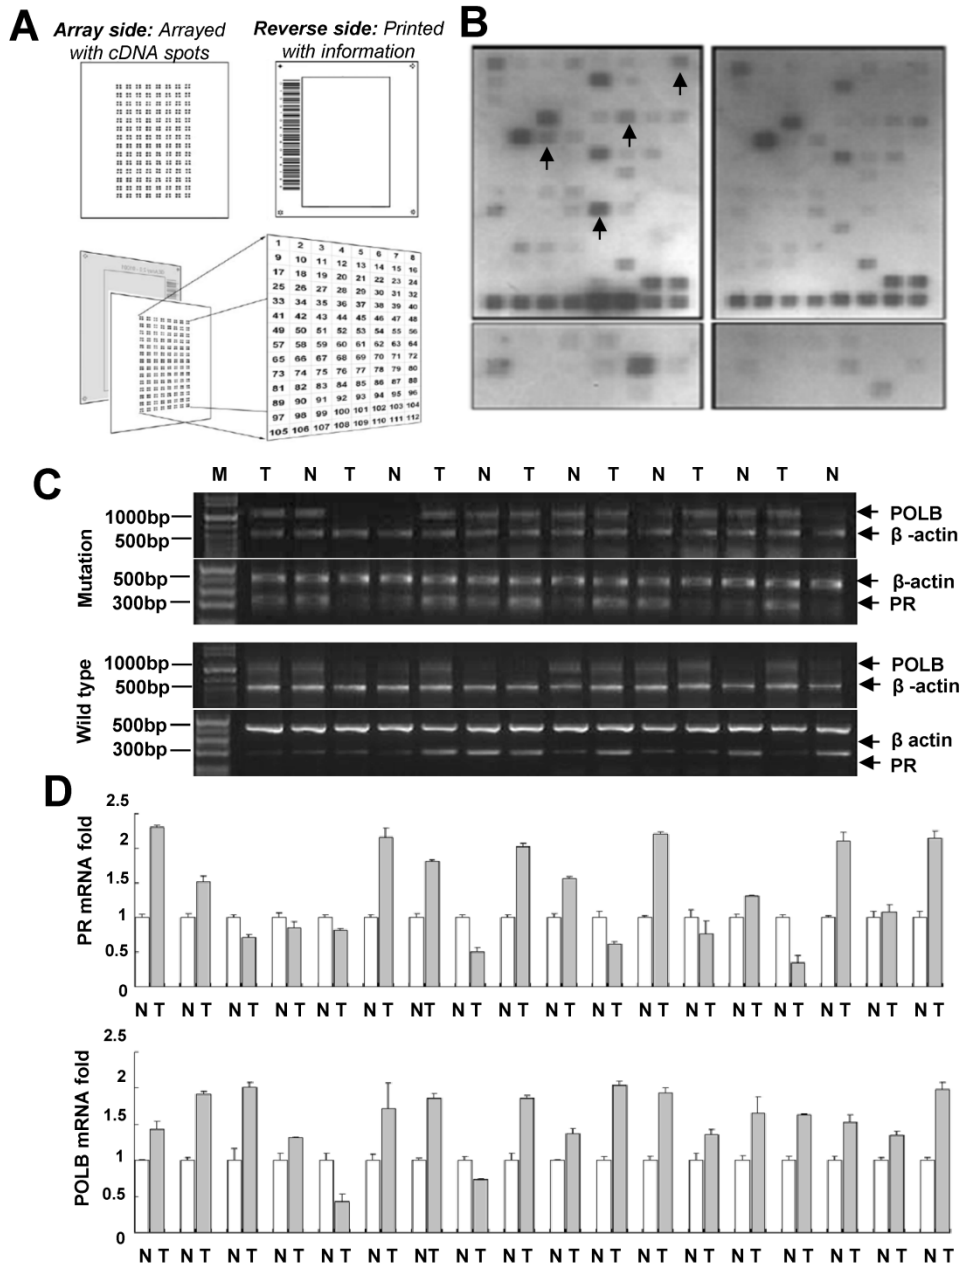 A
Array side: Arrayed
with cDNA spots
Reverse side: Printed
with information
1 2 3 4 5 6 7 8
9 10 11 12 13 14 15 16
17 18 19 20 21 22 23 24
25 26 27 28 29 30 31 32
33 34 35 36 37 38 39 40
41 42 43 44 45 46 47 48
49 50 51 52 53 54 55 56
57 58 59 60 61 62 63 64
65 66 67 68 69 70 71 72
73 74 75 76 77 78 79 80
81 82 83 84 85 86 87 88
89 90 91 92 93 94 95 96
97 98 99 100 101 102 103 104
105 106 107 108 109 110 111 112
B
C
M T N T N T N T N T N T N T N
Mutation
1000bp
500bp
POLB
β -actin
500bp
300bp
β-actin
PR
Wild type
1000bp
500bp
POLB
β -actin
500bp
300bp
β actin
PR
D
PR mRNA fold
2.5
2
1.5
1
0.5
0
N T N T N T N T N T N T N T N T N T N T N T N T N T N T N T N T N T N T
POLB mRNA fold
2.5
2
1.5
1
0.5
0
N T N T N T N T N T N T N T N T N T N T N T N T N T N T N T N T N T N T